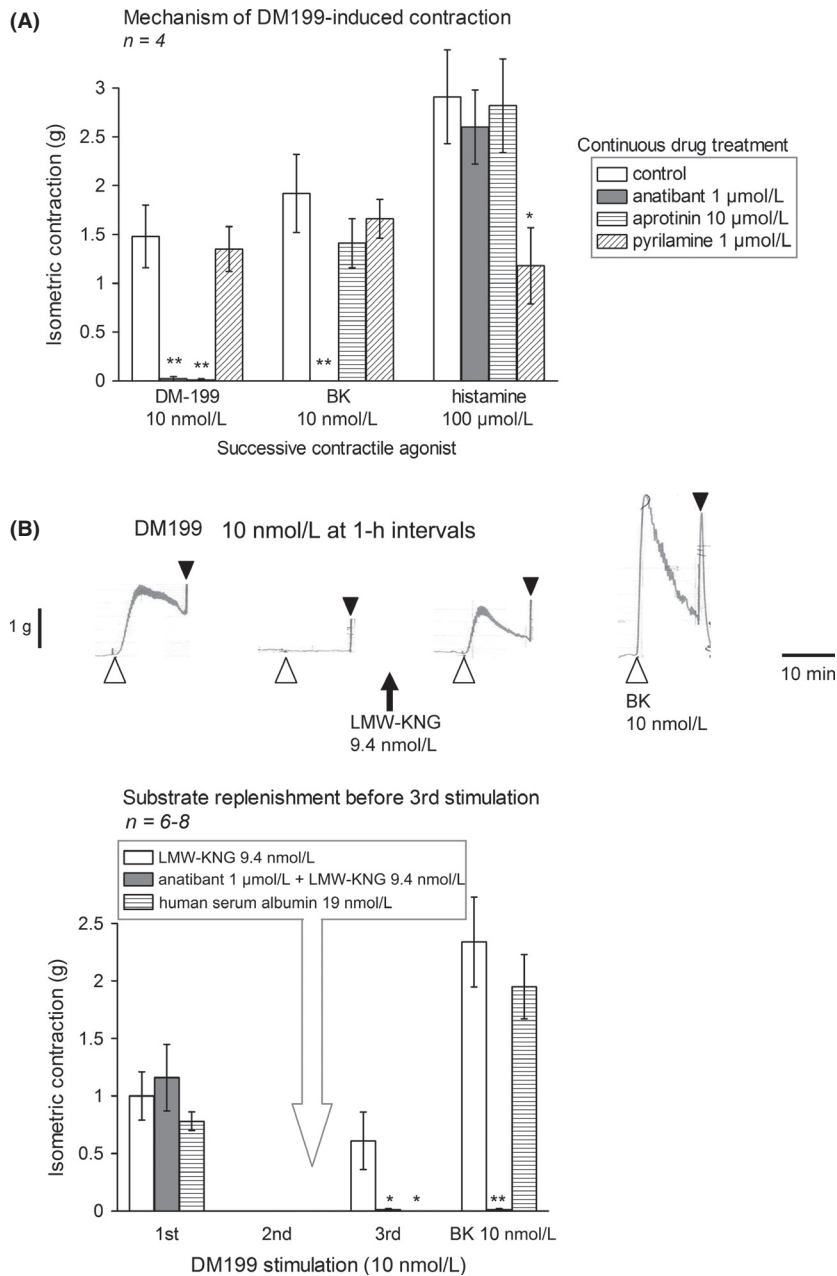 (A)
Mechanism of DM199-induced contraction
n = 4
Isometric contraction (g)
3
2.5
2
1.5
1
0.5
0
** ** ** *
DM-199 BK histamine
10 nmol/L 10 nmol/L 100 µmol/L
Successive contractile agonist
Continuous drug treatment
control
anatibant 1 µmol/L
aprotinin 10 µmol/L
pyrilamine 1 µmol/L
(B)
DM199 10 nmol/L at 1-h intervals
1 g
10 min
LMW-KNG
9.4 nmol/L
BK
10 nmol/L
Substrate replenishment before 3rd stimulation
n = 6-8
LMW-KNG 9.4 nmol/L
anatibant 1 µmol/L + LMW-KNG 9.4 nmol/L
human serum albumin 19 nmol/L
Isometric contraction (g)
2.5
2
1.5
1
0.5
0
* * **
1st 2nd 3rd BK 10 nmol/L
DM199 stimulation (10 nmol/L)